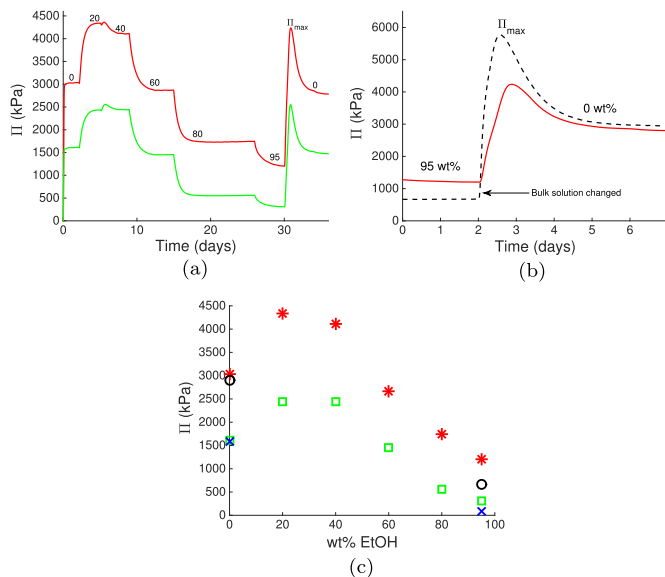 4500
4000
3500
3000
2500
2000
1500
1000
500
0
Π (kPa)
0
20
40
60
80
95
Πmax
0
0
10
20
30
Time (days)
(a)
6000
5000
4000
3000
2000
1000
0
Π (kPa)
Πmax
0 wt%
95 wt%
Bulk solution changed
0 1 2 3 4 5 6
Time (days)
(b)
4500
4000
3500
3000
2500
2000
1500
1000
500
0
Π (kPa)
0 20 40 60 80 100
wt% EtOH
(c)